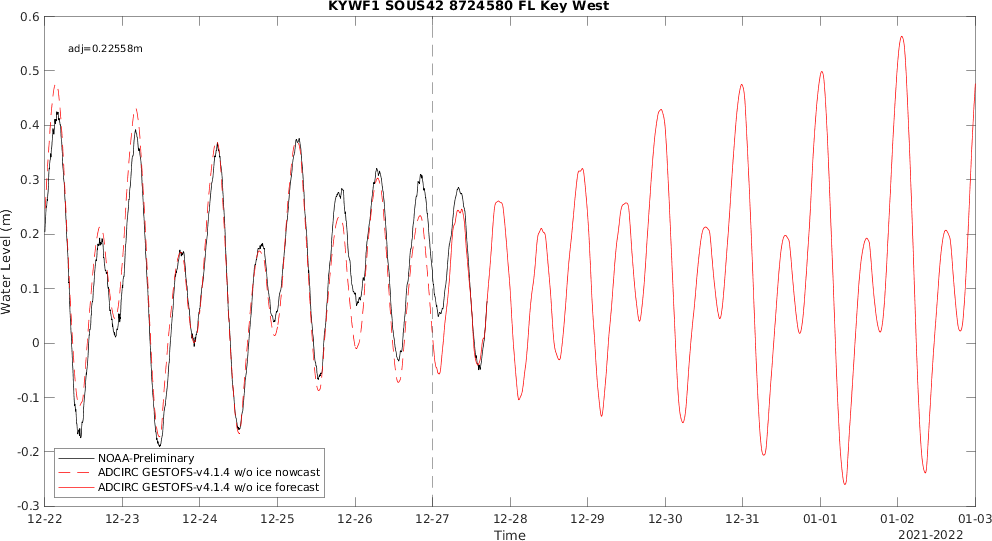 KYWF1 SOUS42 8724580 FL Key West
adj=0.22558m
0.6
0.5
0.4
0.3
0.2
0.1
0
-0.1
-0.2
-0.3
Water Level (m)
NOAA-Preliminary
ADCIRC GESTOFS-v4.1.4 w/o ice nowcast
ADCIRC GESTOFS-v4.1.4 w/o ice forecast
12-22 12-23 12-24 12-25 12-26 12-27 12-28 12-29 12-30 12-31 01-01 01-02 01-03
Time
2021-2022